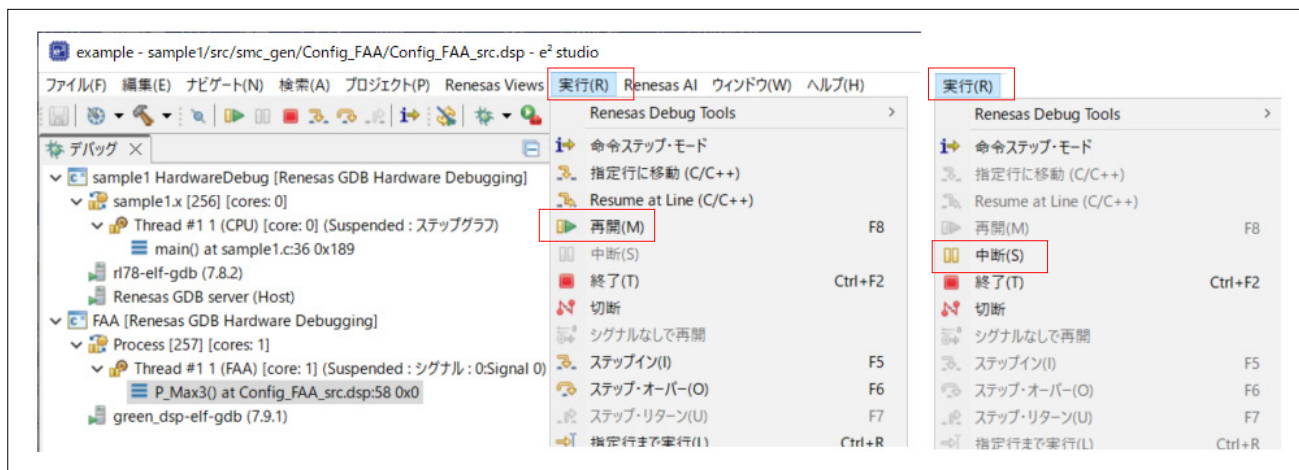 example - sample1/src/smc_gen/Config_FAA/Config_FAA_src.dsp - e² studio
ファイル(F) 編集(E) ナビゲート(N) 検索(A) プロジェクト(P) Renesas Views 実行(R) Renesas AI ウィンドウ(W) ヘルプ(H)
デバッグ
sample1 HardwareDebug [Renesas GDB Hardware Debugging]
sample1.x [256] [cores: 0]
Thread #1 1 (CPU) [core: 0] (Suspended : ステップグラフ)
main() at sample1.c:36 0x189
rl78-elf-gdb (7.8.2)
Renesas GDB server (Host)
FAA [Renesas GDB Hardware Debugging]
Process [257] [cores: 1]
Thread #1 1 (FAA) [core: 1] (Suspended : シグナル : 0:Signal 0)
P_Max3() at Config_FAA_src.dsp:58 0x0
green_dsp-elf-gdb (7.9.1)
Renesas Debug Tools >
命令ステップ・モード
指定行に移動 (C/C++)
Resume at Line (C/C++)
再開(M) F8
中断(S)
終了(T) Ctrl+F2
切断
シグナルなしで再開
ステップイン(I) F5
ステップ・オーバー(O) F6
ステップ・リターン(U) F7
指定行まで実行(L) Ctrl+R
実行(R)
Renesas Debug Tools >
命令ステップ・モード
指定行に移動 (C/C++)
Resume at Line (C/C++)
再開(M) F8
中断(S)
終了(T) Ctrl+F2
切断
シグナルなしで再開
ステップイン(I) F5
ステップ・オーバー(O) F6
ステップ・リターン(U) F7
指定行まで実行(L) Ctrl+R